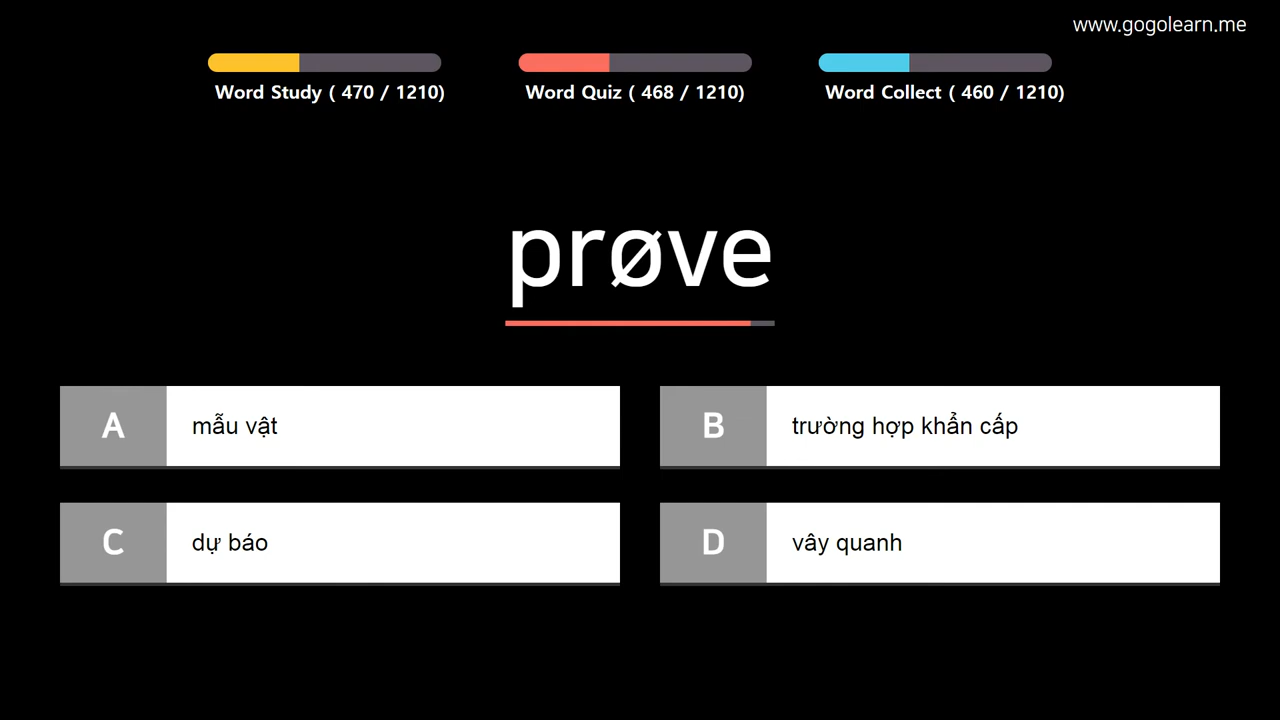 www.gogolearn.me
Word Study ( 470 / 1210)
Word Quiz ( 468 / 1210)
Word Collect ( 460 / 1210)
prøve
A
mẫu vật
B
trường hợp khẩn cấp
C
dự báo
D
vây quanh